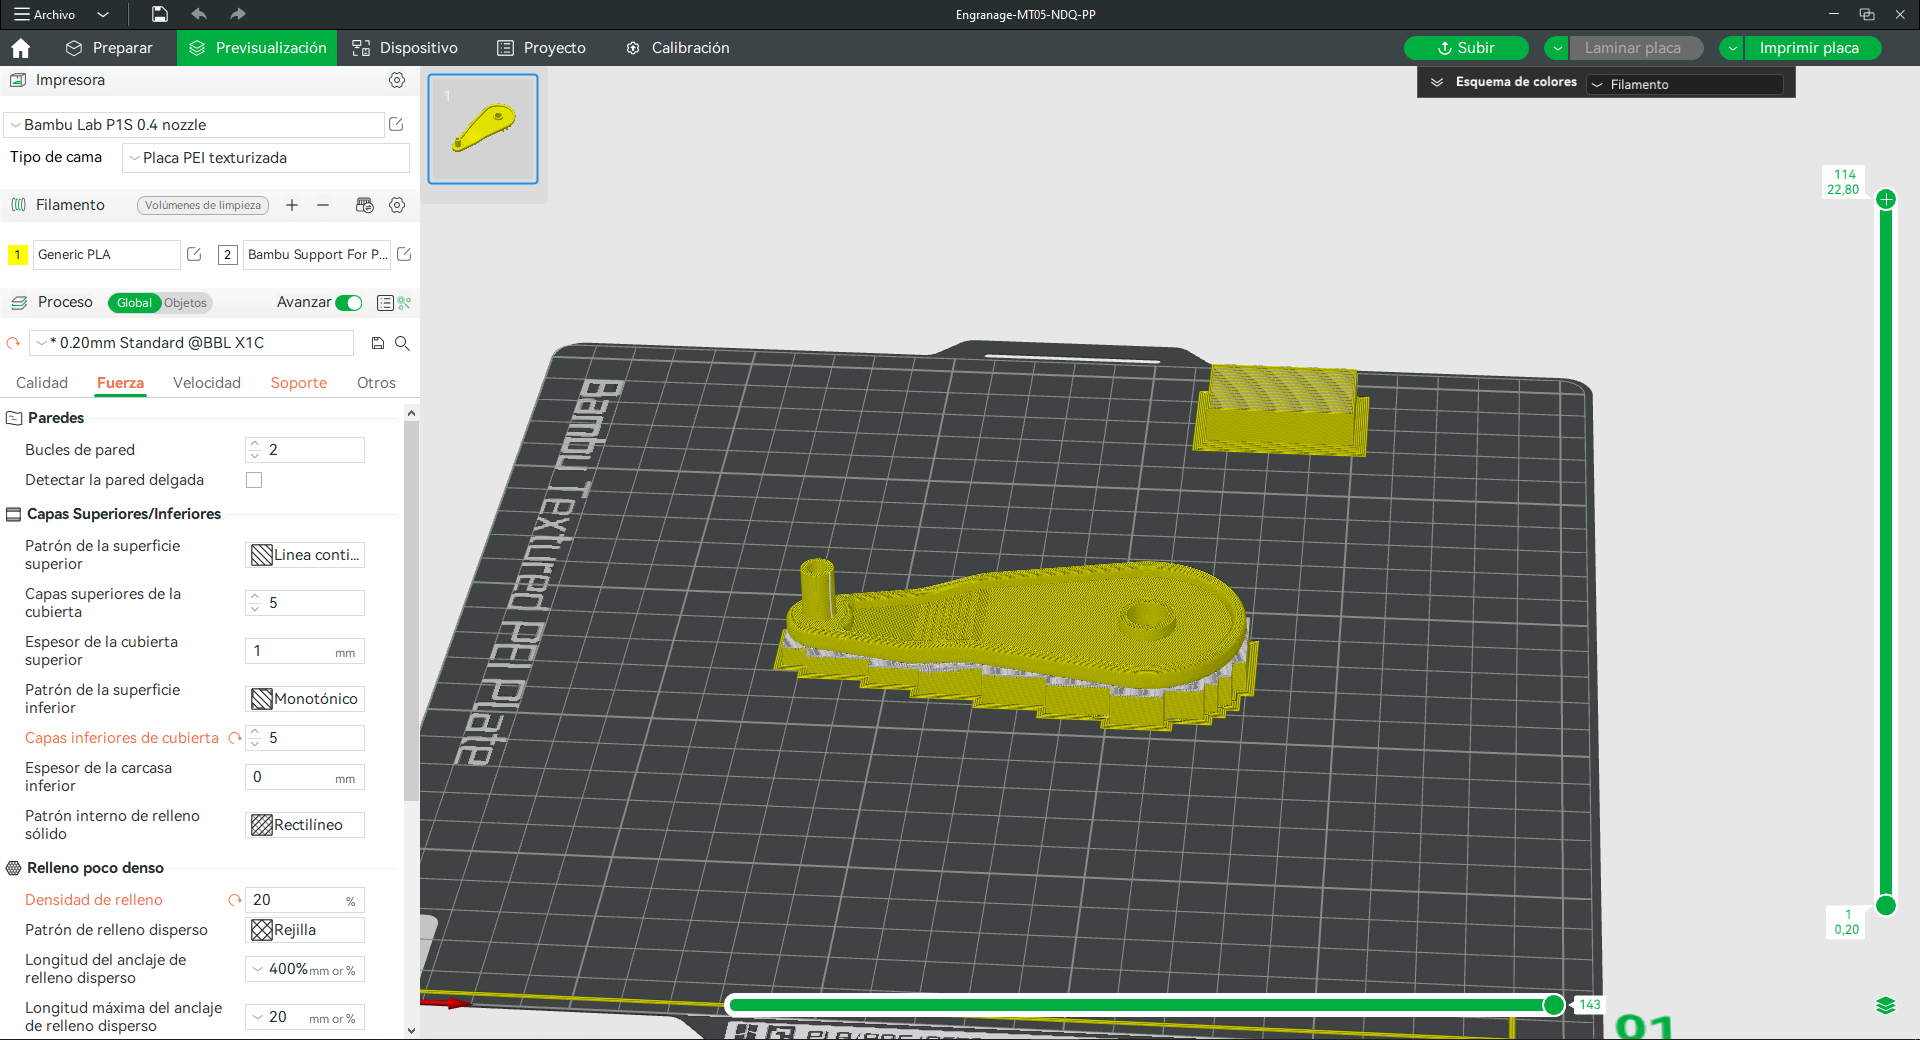 Archivo
Engranage-MT05-NDQ-PP
Preparar
Previsualización
Dispositivo
Proyecto
Calibración
Subir
Laminar placa
Imprimir placa
Impresora
Bambu Lab P1S 0.4 nozzle
Tipo de cama
Placa PEI texturizada
Filamento
Volúmenes de limpieza
1
Generic PLA
2
Bambu Support For P...
Proceso
Global
Objetos
Avanzar
* 0.20mm Standard @BBL X1C
Calidad
Fuerza
Velocidad
Soporte
Otros
Paredes
Bucles de pared
2
Detectar la pared delgada
Capas Superiores/Inferiores
Patrón de la superficie
superior
Linea conti...
Capas superiores de la
cubierta
5
Espesor de la cubierta
superior
1 mm
Patrón de la superficie
inferior
Monotónico
Capas inferiores de cubierta
5
Espesor de la carcasa
inferior
0 mm
Patrón interno de relleno
sólido
Rectilíneo
Relleno poco denso
Densidad de relleno
20 %
Patrón de relleno disperso
Rejilla
Longitud del anclaje de
relleno disperso
400% mm or %
Longitud máxima del anclaje
de relleno disperso
20 mm or %
1
Esquema de colores
Filamento
114
22,80
Bambu Textured PEI Plate
1
0,20
143
01